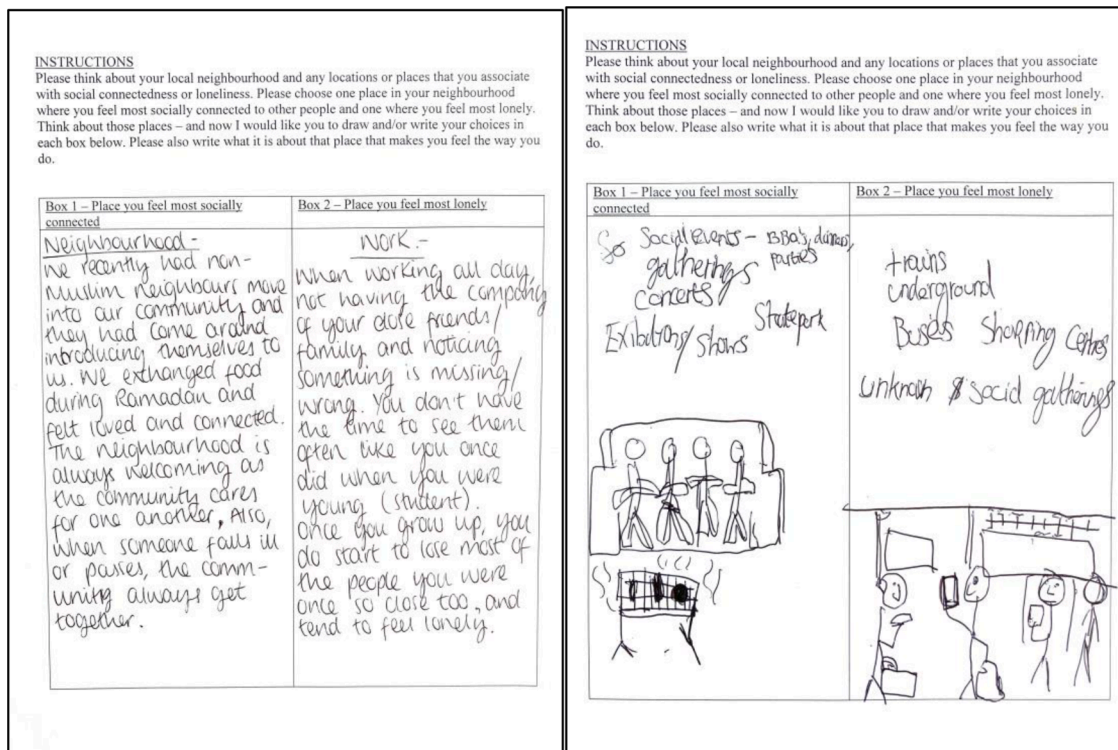 INSTRUCTIONS
Please think about your local neighbourhood and any locations or places that you associate
with social connectedness or loneliness. Please choose one place in your neighbourhood
where you feel most socially connected to other people and one where you feel most lonely.
Think about those places – and now I would like you to draw and/or write your choices in
each box below. Please also write what it is about that place that makes you feel the way you
do.
Box 1 – Place you feel most socially
connected
Neighbourhood -
We recently had non-
Muslim neighbours move
into our community and
they had come around
introducing themselves to
us. We exhanged food
during Ramadan and
felt loved and connected.
The neighbourhood is
always welcoming as
the community cares
for one another, Also,
when someone falls ill
or passes, the comm-
unity always get
together.
Box 2 – Place you feel most lonely
Work.-
When working all day,
not having the company
of your close friends/
family and noticing
something is missing/
wrong. You don't have
the time to see them
often like you once
did when you were
young (student).
Once you grow up, you
do start to lose most of
the people you were
once so close too, and
tend to feel lonely.
INSTRUCTIONS
Please think about your local neighbourhood and any locations or places that you associate
with social connectedness or loneliness. Please choose one place in your neighbourhood
where you feel most socially connected to other people and one where you feel most lonely.
Think about those places – and now I would like you to draw and/or write your choices in
each box below. Please also write what it is about that place that makes you feel the way you
do.
Box 1 – Place you feel most socially
connected
Social Events – BBQ's, dinners,
parties
gatherings
concerts
Skatepark
Exibitions/shows
Box 2 – Place you feel most lonely
trains
underground
Buses Shopping Centres
unknown social gatherings